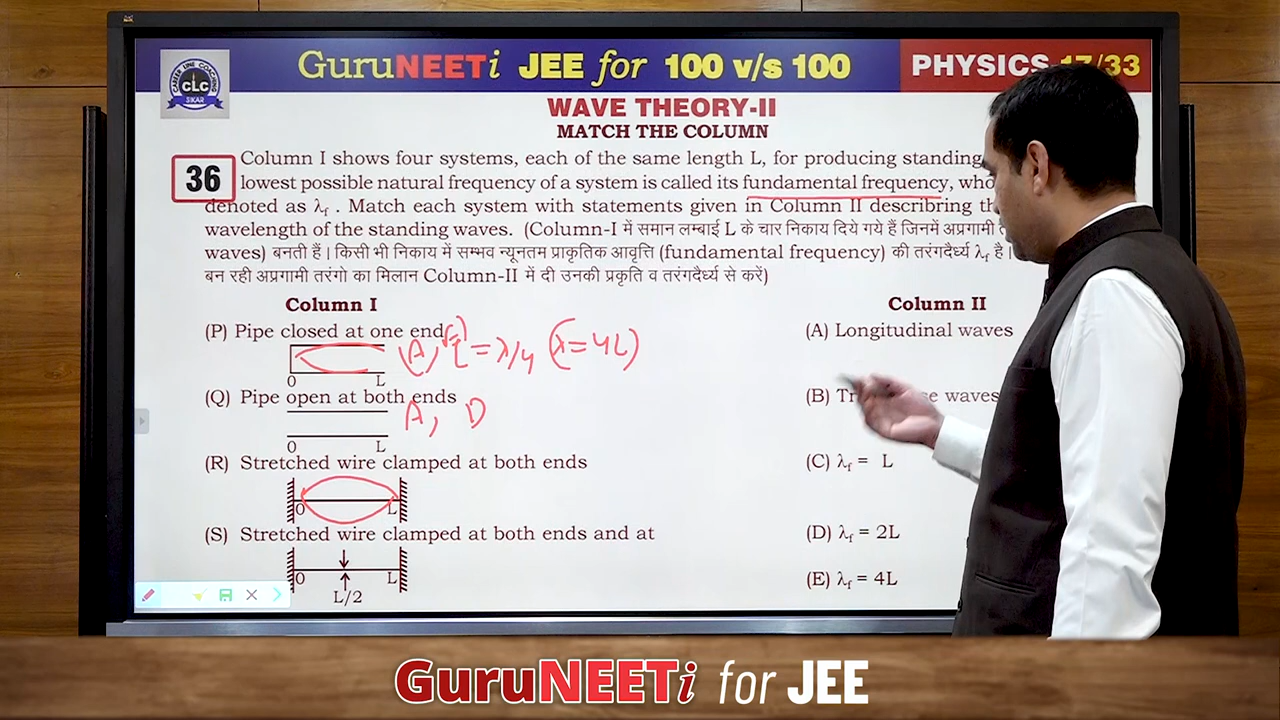 GuruNEETi JEE for 100 v/s 100
PHYSICS 17/33
CAREER LINE COACHING
CLC
SIKAR
WAVE THEORY-II
MATCH THE COLUMN
36
Column I shows four systems, each of the same length L, for producing standing
lowest possible natural frequency of a system is called its fundamental frequency, who
denoted as λf . Match each system with statements given in Column II describing th
wavelength of the standing waves. (Column-I में समान लम्बाई L के चार निकाय दिये गये हैं जिनमें अप्रगामी
waves) बनती हैं। किसी भी निकाय में सम्भव न्यूनतम प्राकृतिक आवृत्ति (fundamental frequency) की तरंगदैर्ध्य λf है।
बन रही अप्रगामी तरंगो का मिलान Column-II में दी उनकी प्रकृति व तरंगदैर्ध्य से करें)
Column I
Column II
(P) Pipe closed at one end
(A) Longitudinal waves
A, L = λ/4 (λ = 4L)
O L
(Q) Pipe open at both ends
(B) Tr se waves
A, D
O L
(R) Stretched wire clamped at both ends
(C) λf = L
O L
(S) Stretched wire clamped at both ends and at
(D) λf = 2L
O L
(E) λf = 4L
L/2
GuruNEETi for JEE